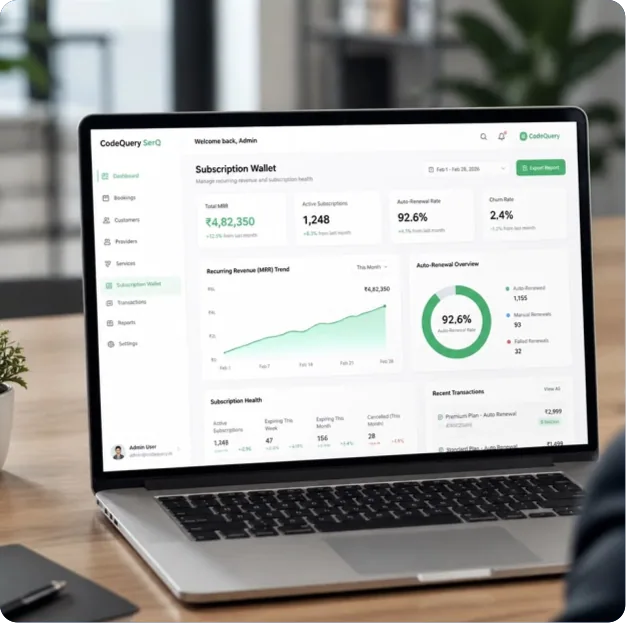 CodeQuery SerQ
Welcome back, Admin
CodeQuery
Dashboard
Bookings
Customers
Providers
Services
Subscription Wallet
Transactions
Reports
Settings
Admin User
Subscription Wallet
Manage recurring revenue and subscription health
Feb 1 - Feb 28, 2026
Export Report
Total MRR
₹4,82,350
Active Subscriptions
1,248
Auto-Renewal Rate
92.6%
Churn Rate
2.4%
Recurring Revenue (MRR) Trend
This Month
₹4,82,350
Feb 1
Feb 7
Feb 14
Feb 21
Feb 28
Auto-Renewal Overview
92.6%
Auto-Renewal Rate
Auto-Renewed
1,155
Manual Renewals
93
Failed Renewals
32
Subscription Health
Active
Subscriptions
1,248
Expiring This
Week
47
Expiring This
Month
156
Cancelled (This
Month)
28
Recent Transactions
View All
Premium Plan - Auto Renewal
₹2,999
Standard Plan - Auto Renewal
₹1,499